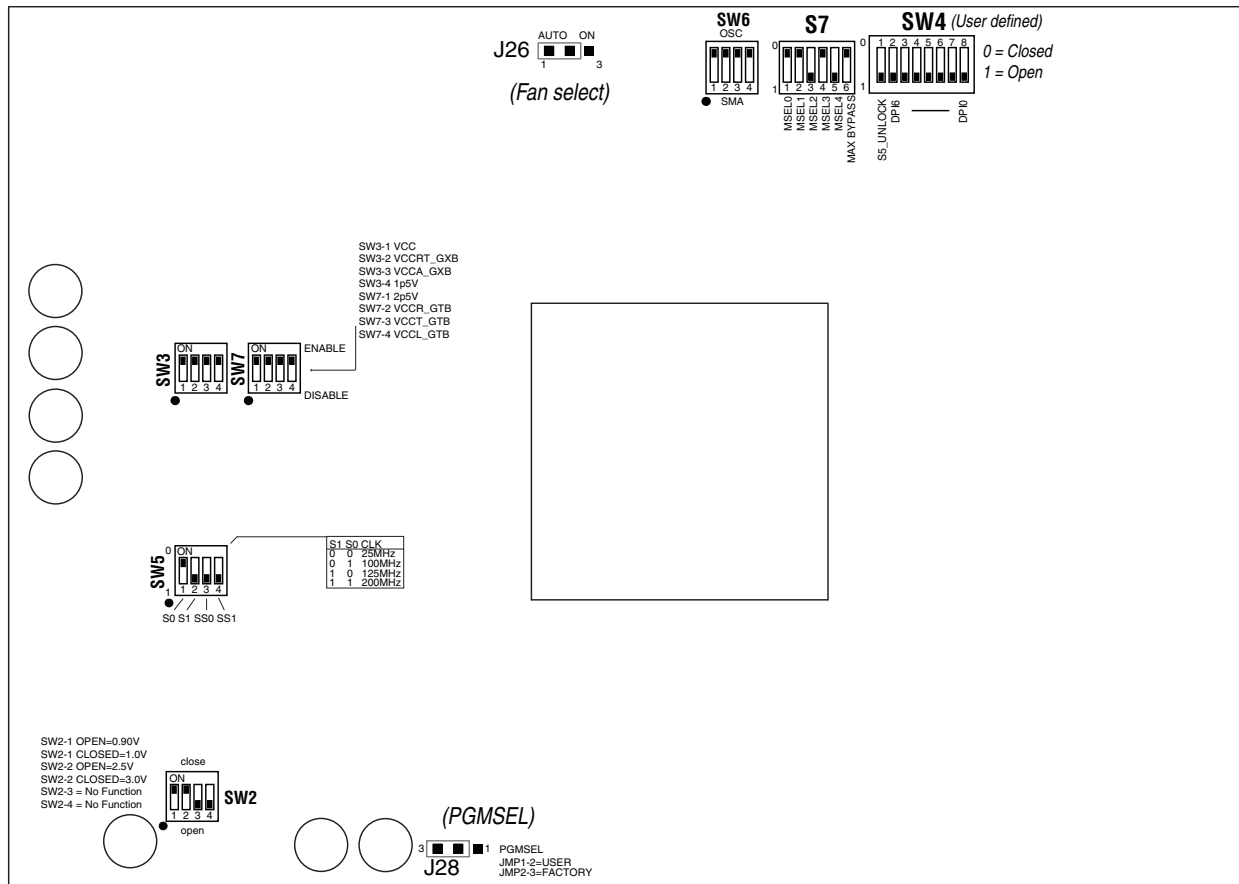 J26
AUTO ON
1 3
(Fan select)
SW6
OSC
1 2 3 4
SMA
S7
0
1
1 2 3 4 5 6
MSEL0
MSEL1
MSEL2
MSEL3
MSEL4
MAX BYPASS
SW4 (User defined)
0
1
1 2 3 4 5 6 7 8
S5_UNLOCK
DPI6
DPI0
0 = Closed
1 = Open
SW3-1 VCC
SW3-2 VCCRT_GXB
SW3-3 VCCA_GXB
SW3-4 1p5V
SW7-1 2p5V
SW7-2 VCCR_GTB
SW7-3 VCCT_GTB
SW7-4 VCCL_GTB
SW3
ON
1 2 3 4
SW7
ON
1 2 3 4
ENABLE
DISABLE
SW5
0
1
ON
1 2 3 4
S0 S1 SS0 SS1
S1 S0 CLK
0 0 25MHz
0 1 100MHz
1 0 125MHz
1 1 200MHz
SW2-1 OPEN=0.90V
SW2-1 CLOSED=1.0V
SW2-2 OPEN=2.5V
SW2-2 CLOSED=3.0V
SW2-3 = No Function
SW2-4 = No Function
close
ON
1 2 3 4
open
SW2
(PGMSEL)
3 1
J28
PGMSEL
JMP1-2=USER
JMP2-3=FACTORY